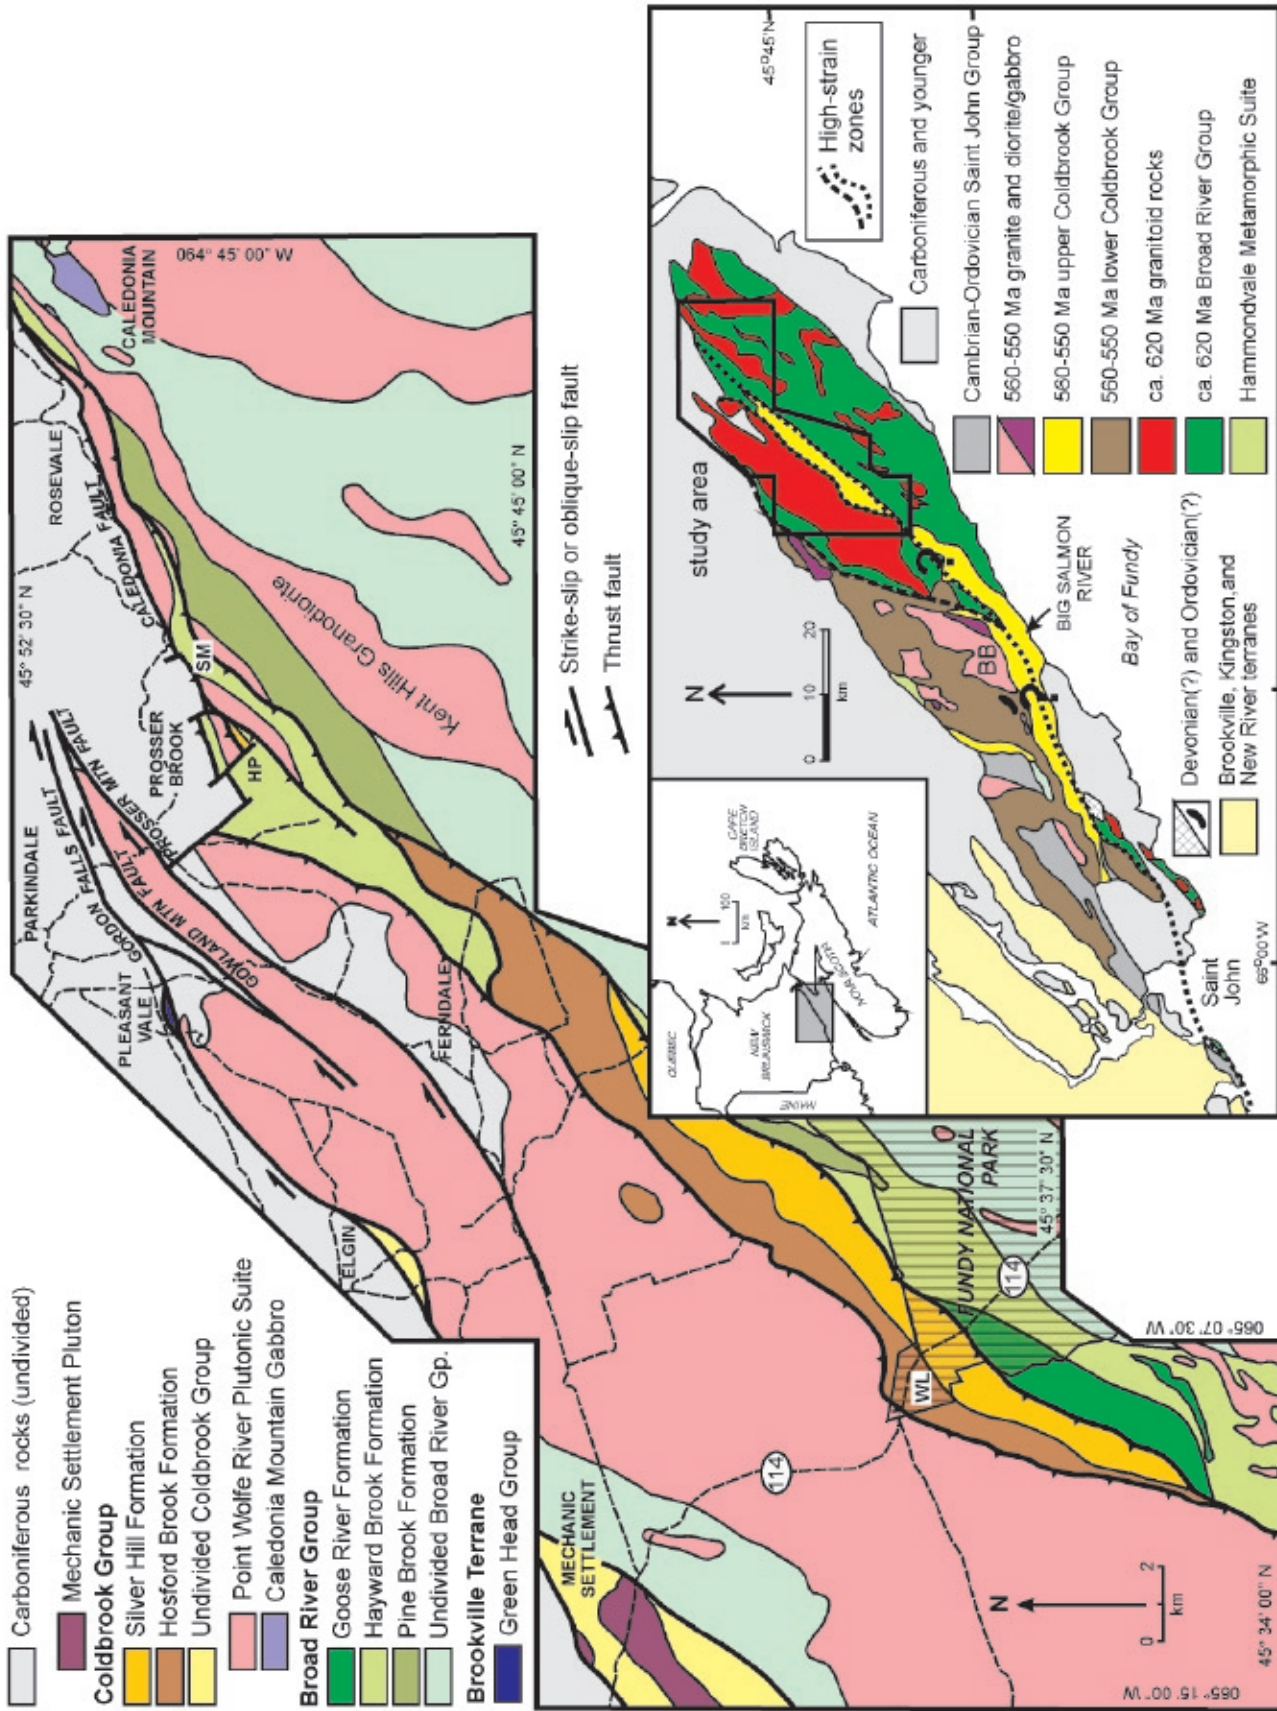 Carboniferous rocks (undivided)
Mechanic Settlement Pluton
Coldbrook Group
Silver Hill Formation
Hosford Brook Formation
Undivided Coldbrook Group
Point Wolfe River Plutonic Suite
Caledonia Mountain Gabbro
Broad River Group
Goose River Formation
Hayward Brook Formation
Pine Brook Formation
Undivided Broad River Gp.
Brookville Terrane
Green Head Group
PARKINDALE
45° 52' 30" N
ROSEVALE
064° 45' 00" W
CALEDONIA
MOUNTAIN
PLEASANT
VALE
GORDON FALLS FAULT
GOWLAND MTN FAULT
PROSSER MTN FAULT
PROSSER
BROOK
CALEDONIA FAULT
SM
HP
Kent Hills Granodiorite
45° 45' 00" N
ELGIN
FERNDALE
MECHANIC
SETTLEMENT
114
WL
114
FUNDY NATIONAL
PARK
45° 37' 30" N
065° 07' 30" W
N
0
2
km
065° 15' 00" W
45° 34' 00" N
Strike-slip or oblique-slip fault
Thrust fault
QUEBEC
NEW
BRUNSWICK
MAINE
NOVA SCOTIA
CAPE
BRETON
ISLAND
ATLANTIC OCEAN
N
0
100
km
N
0
10
20
km
study area
45°45'N
High-strain
zones
BB
BIG SALMON
RIVER
Bay of Fundy
Saint
John
66°00'W
Devonian(?) and Ordovician(?)
Brookville, Kingston,and
New River terranes
Carboniferous and younger
Cambrian-Ordovician Saint John Group
560-550 Ma granite and diorite/gabbro
560-550 Ma upper Coldbrook Group
560-550 Ma lower Coldbrook Group
ca. 620 Ma granitoid rocks
ca. 620 Ma Broad River Group
Hammondvale Metamorphic Suite